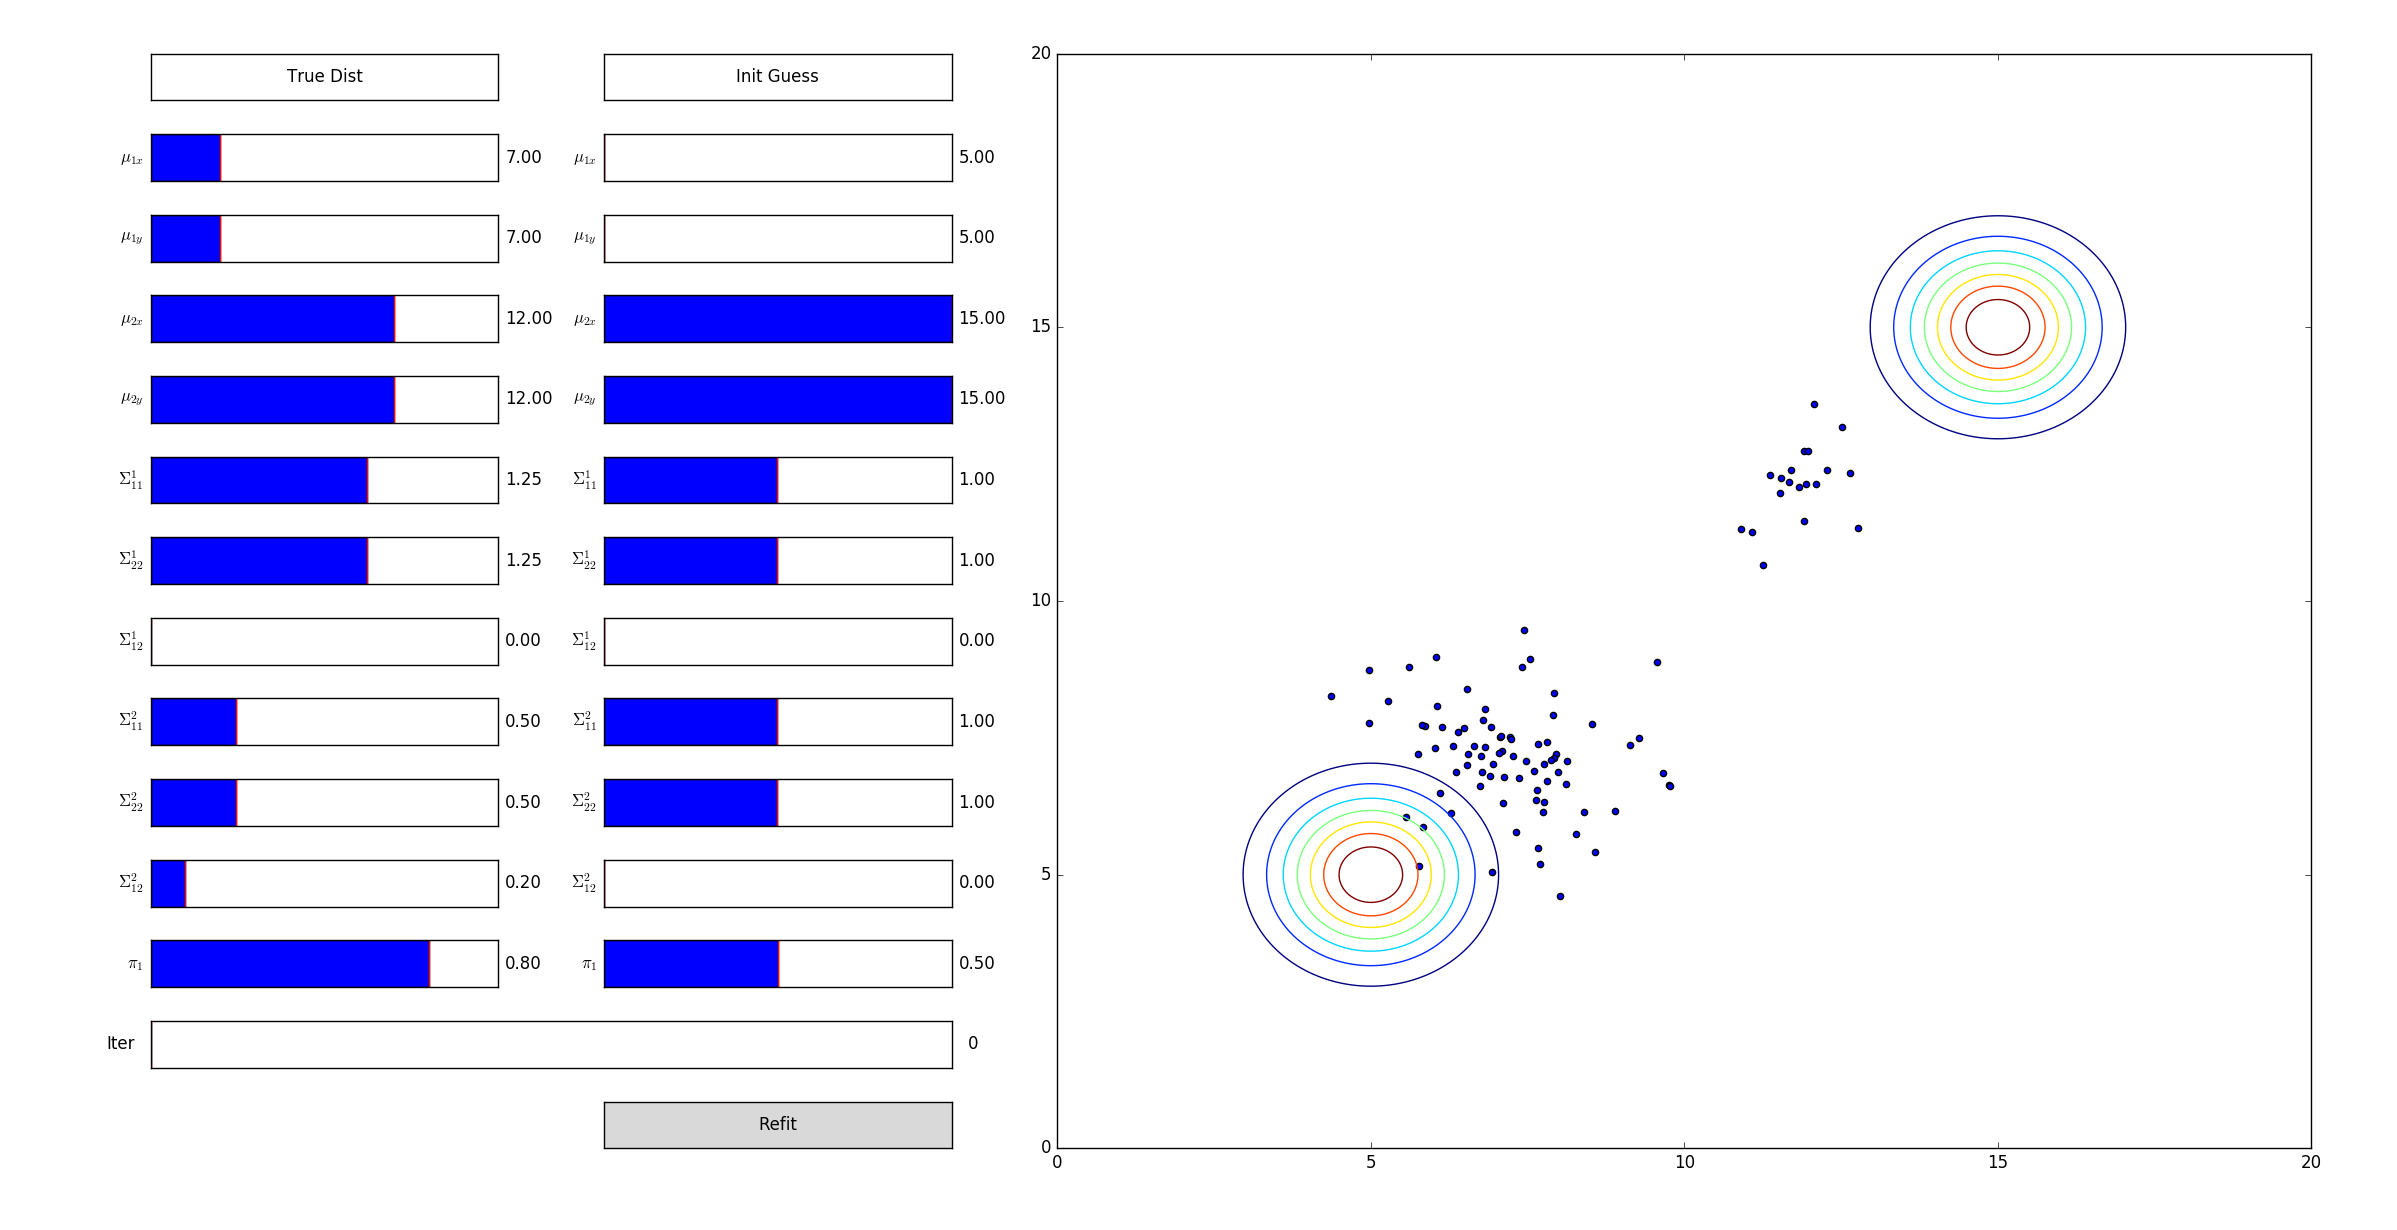 True Dist Init Guess
μ₁ₓ 7.00 μ₁ₓ 5.00
μ₁y 7.00 μ₁y 5.00
μ₂ₓ 12.00 μ₂ₓ 15.00
μ₂y 12.00 μ₂y 15.00
Σ¹₁₁ 1.25 Σ¹₁₁ 1.00
Σ¹₂₂ 1.25 Σ¹₂₂ 1.00
Σ¹₁₂ 0.00 Σ¹₁₂ 0.00
Σ²₁₁ 0.50 Σ²₁₁ 1.00
Σ²₂₂ 0.50 Σ²₂₂ 1.00
Σ²₁₂ 0.20 Σ²₁₂ 0.00
π₁ 0.80 π₁ 0.50
Iter 0
Refit
20
15
10
5
0
0 5 10 15 20